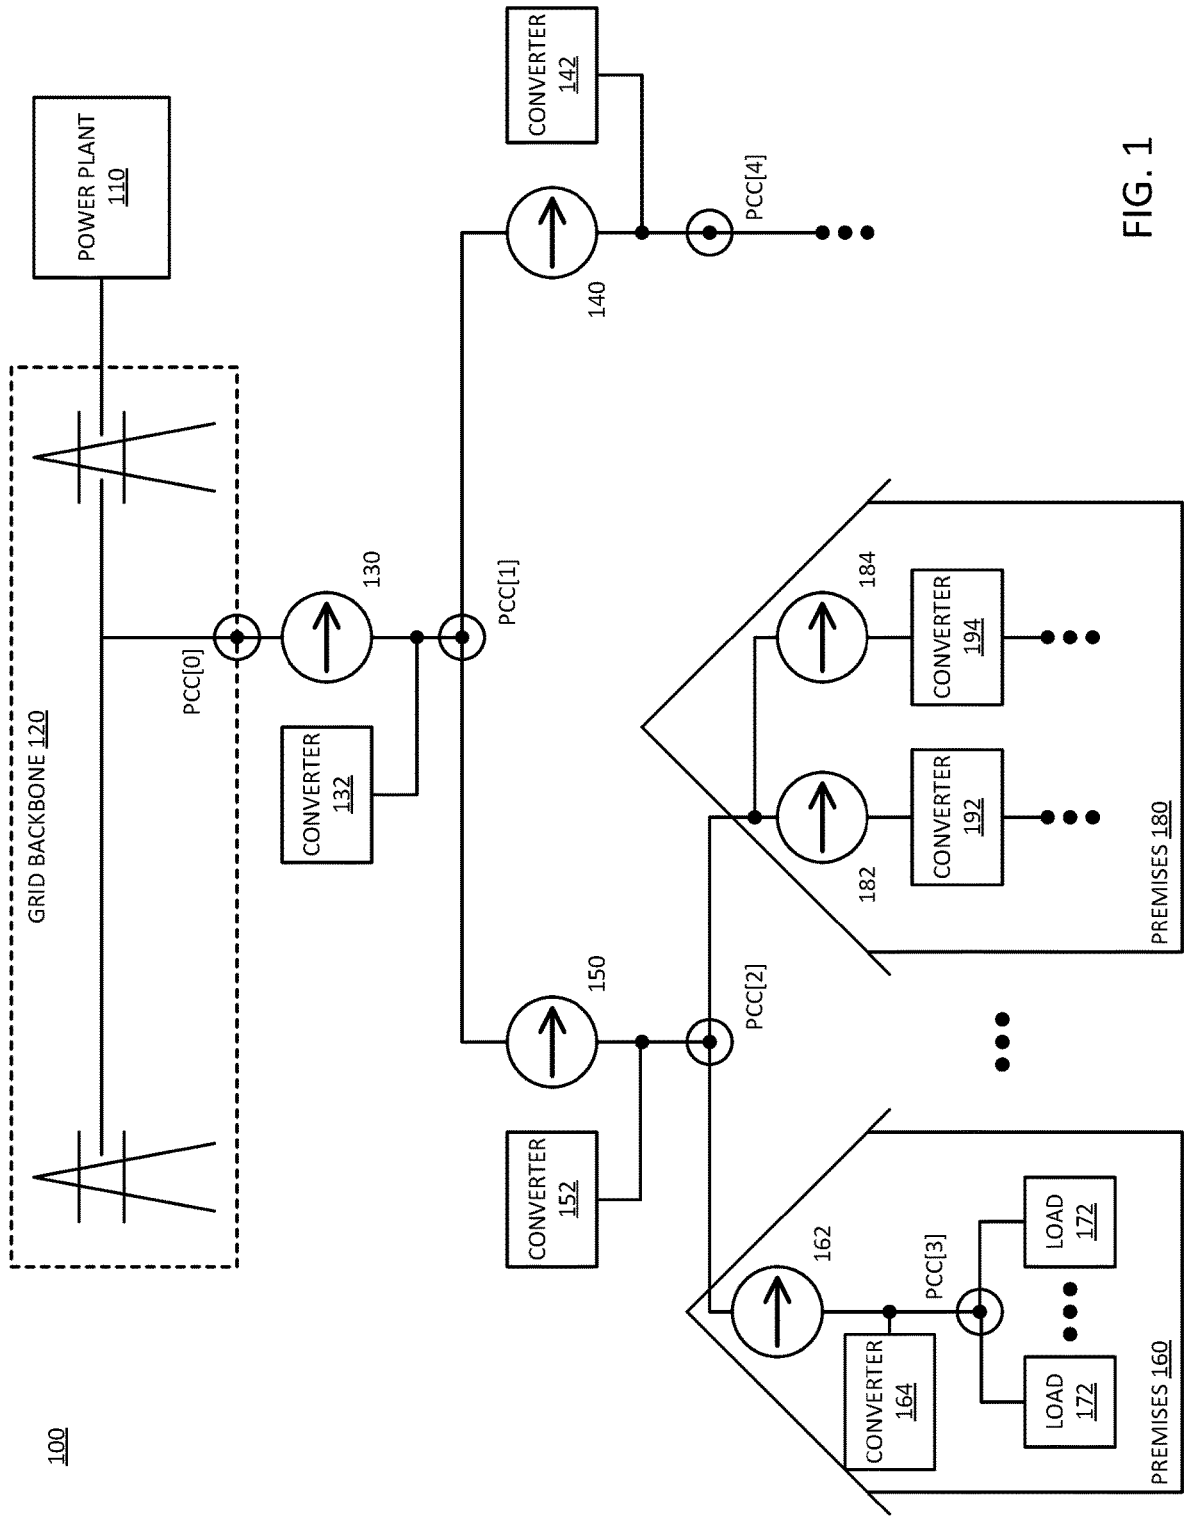 100
GRID BACKBONE 120
POWER PLANT
110
PCC[0]
130
CONVERTER
132
PCC[1]
CONVERTER
152
150
140
CONVERTER
142
PCC[2]
PCC[4]
162
CONVERTER
164
PCC[3]
LOAD
172
LOAD
172
PREMISES 160
182
184
CONVERTER
192
CONVERTER
194
PREMISES 180
FIG. 1